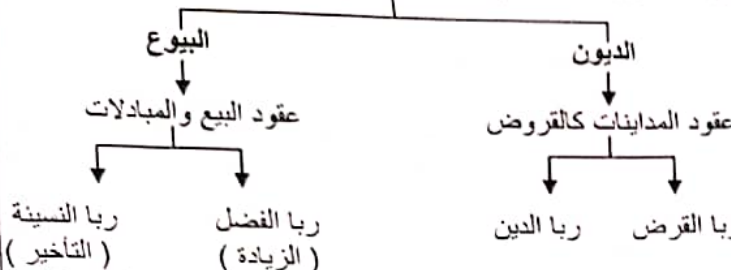 الديون
البيوع
عقود المداينات كالقروض
عقود البيع والمبادلات
ربا القرض
ربا الدين
ربا الفضل
( الزيادة )
ربا النسيئة
( التأخير )